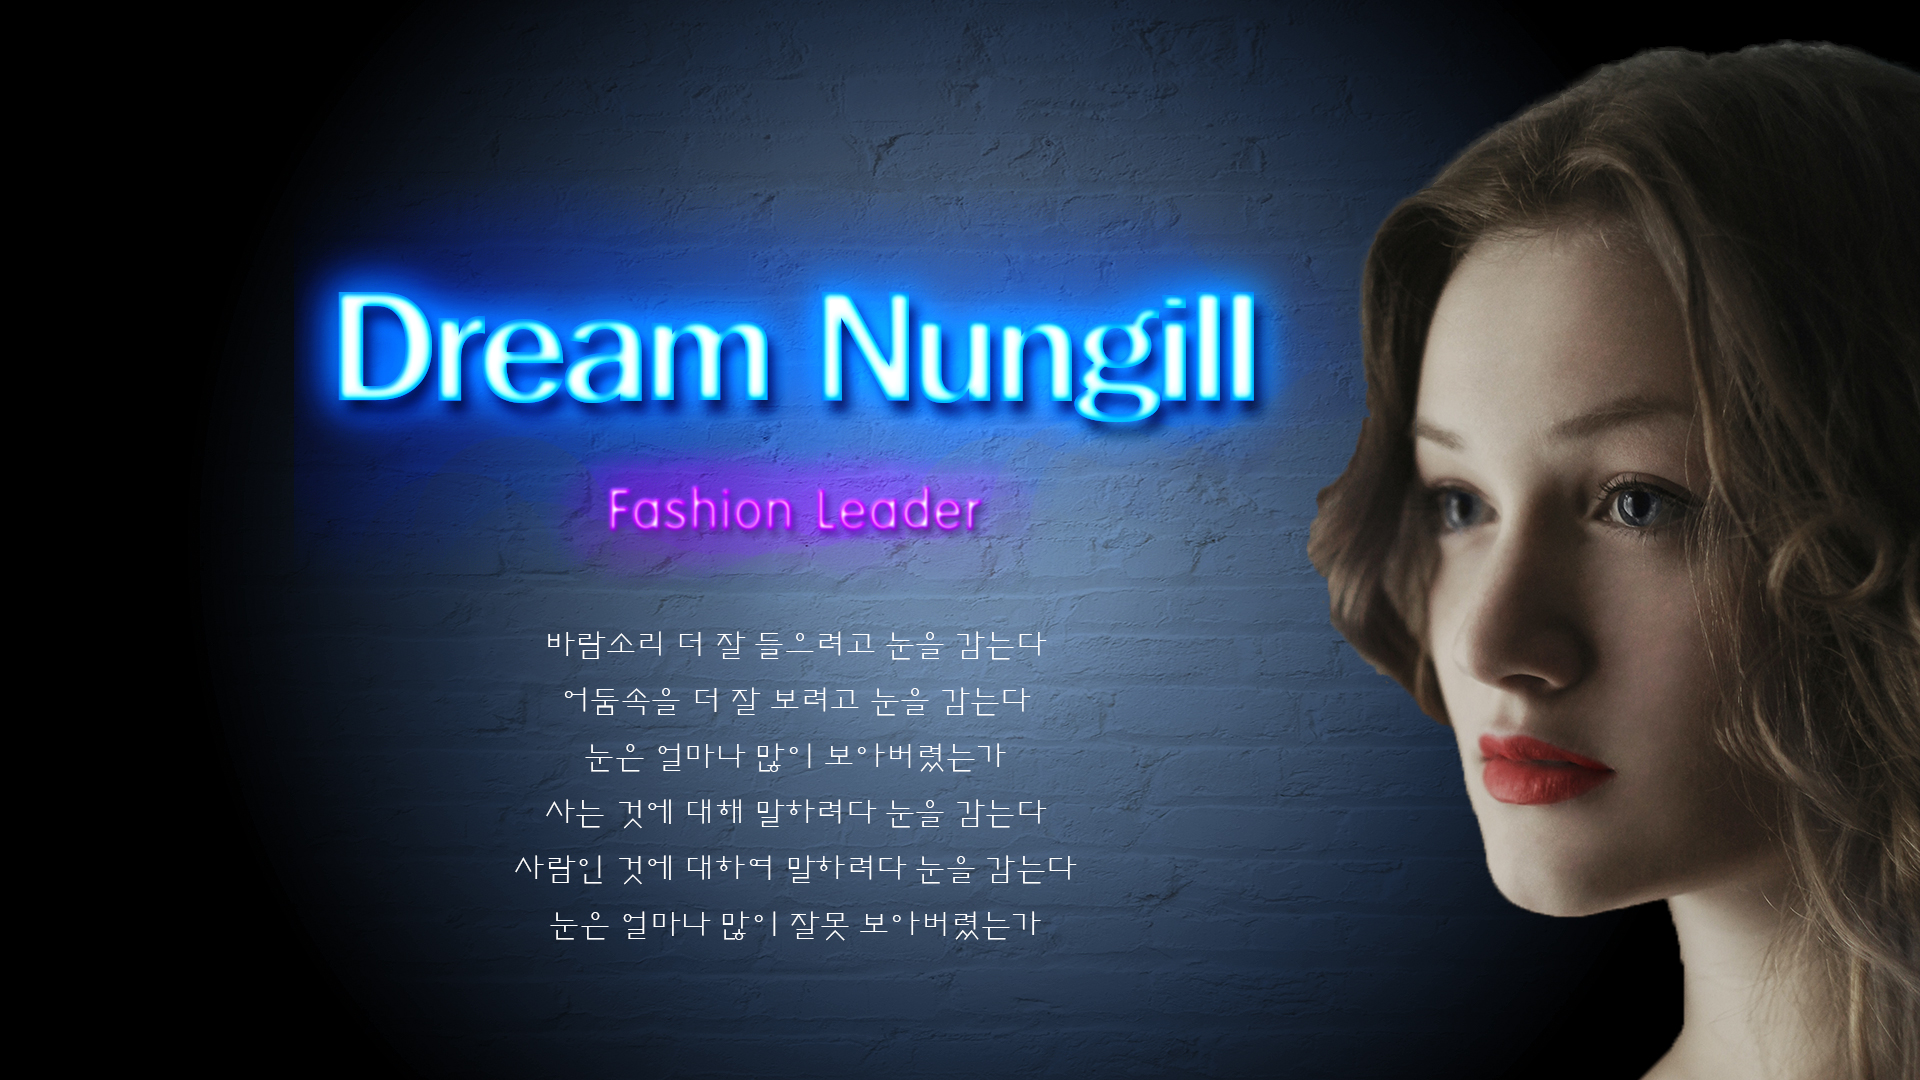 Dream Nungill
Fashion Leader
바람소리 더 잘 들으려고 눈을 감는다
어둠속을 더 잘 보려고 눈을 감는다
눈은 얼마나 많이 보아버렸는가
사는 것에 대해 말하려다 눈을 감는다
사람인 것에 대하여 말하려다 눈을 감는다
눈은 얼마나 많이 잘못 보아버렸는가